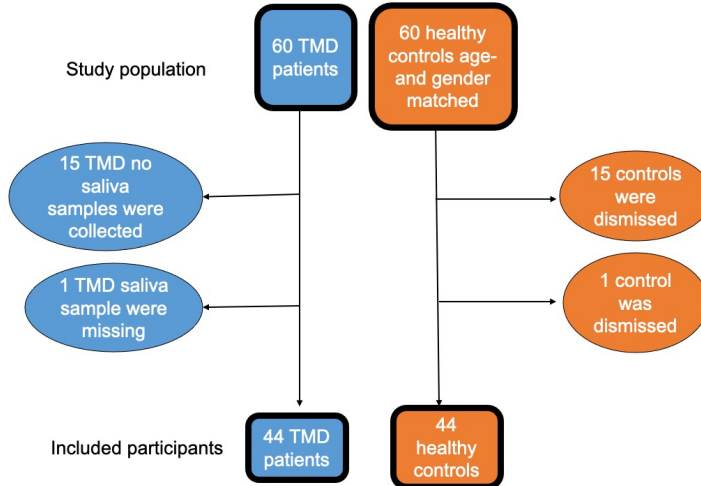 Study population
60 TMD
patients
60 healthy
controls age-
and gender
matched
15 TMD no
saliva
samples were
collected
15 controls
were
dismissed
1 TMD saliva
sample were
missing
1 control
was
dismissed
Included participants
44 TMD
patients
44
healthy
controls